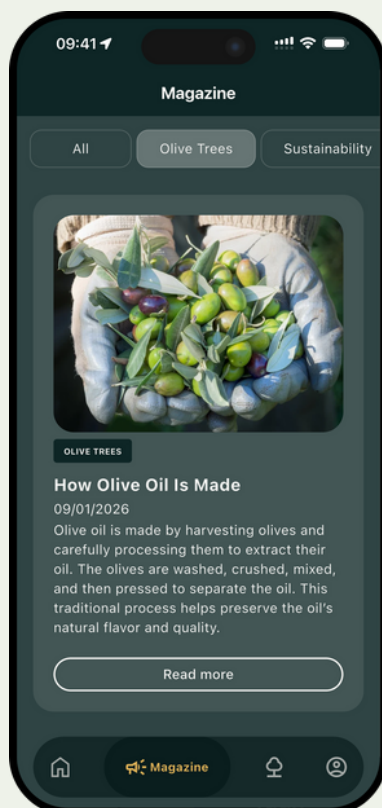 09:41
Magazine
All
Olive Trees
Sustainability
OLIVE TREES
How Olive Oil Is Made
09/01/2026
Olive oil is made by harvesting olives and
carefully processing them to extract their
oil. The olives are washed, crushed, mixed,
and then pressed to separate the oil. This
traditional process helps preserve the oil's
natural flavor and quality.
Read more
Magazine